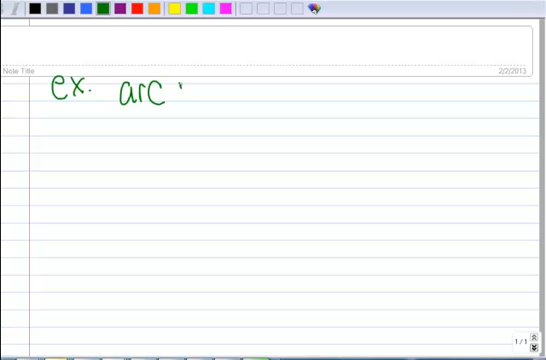 Note Title
2/2/2013
ex. arc
1 / 1